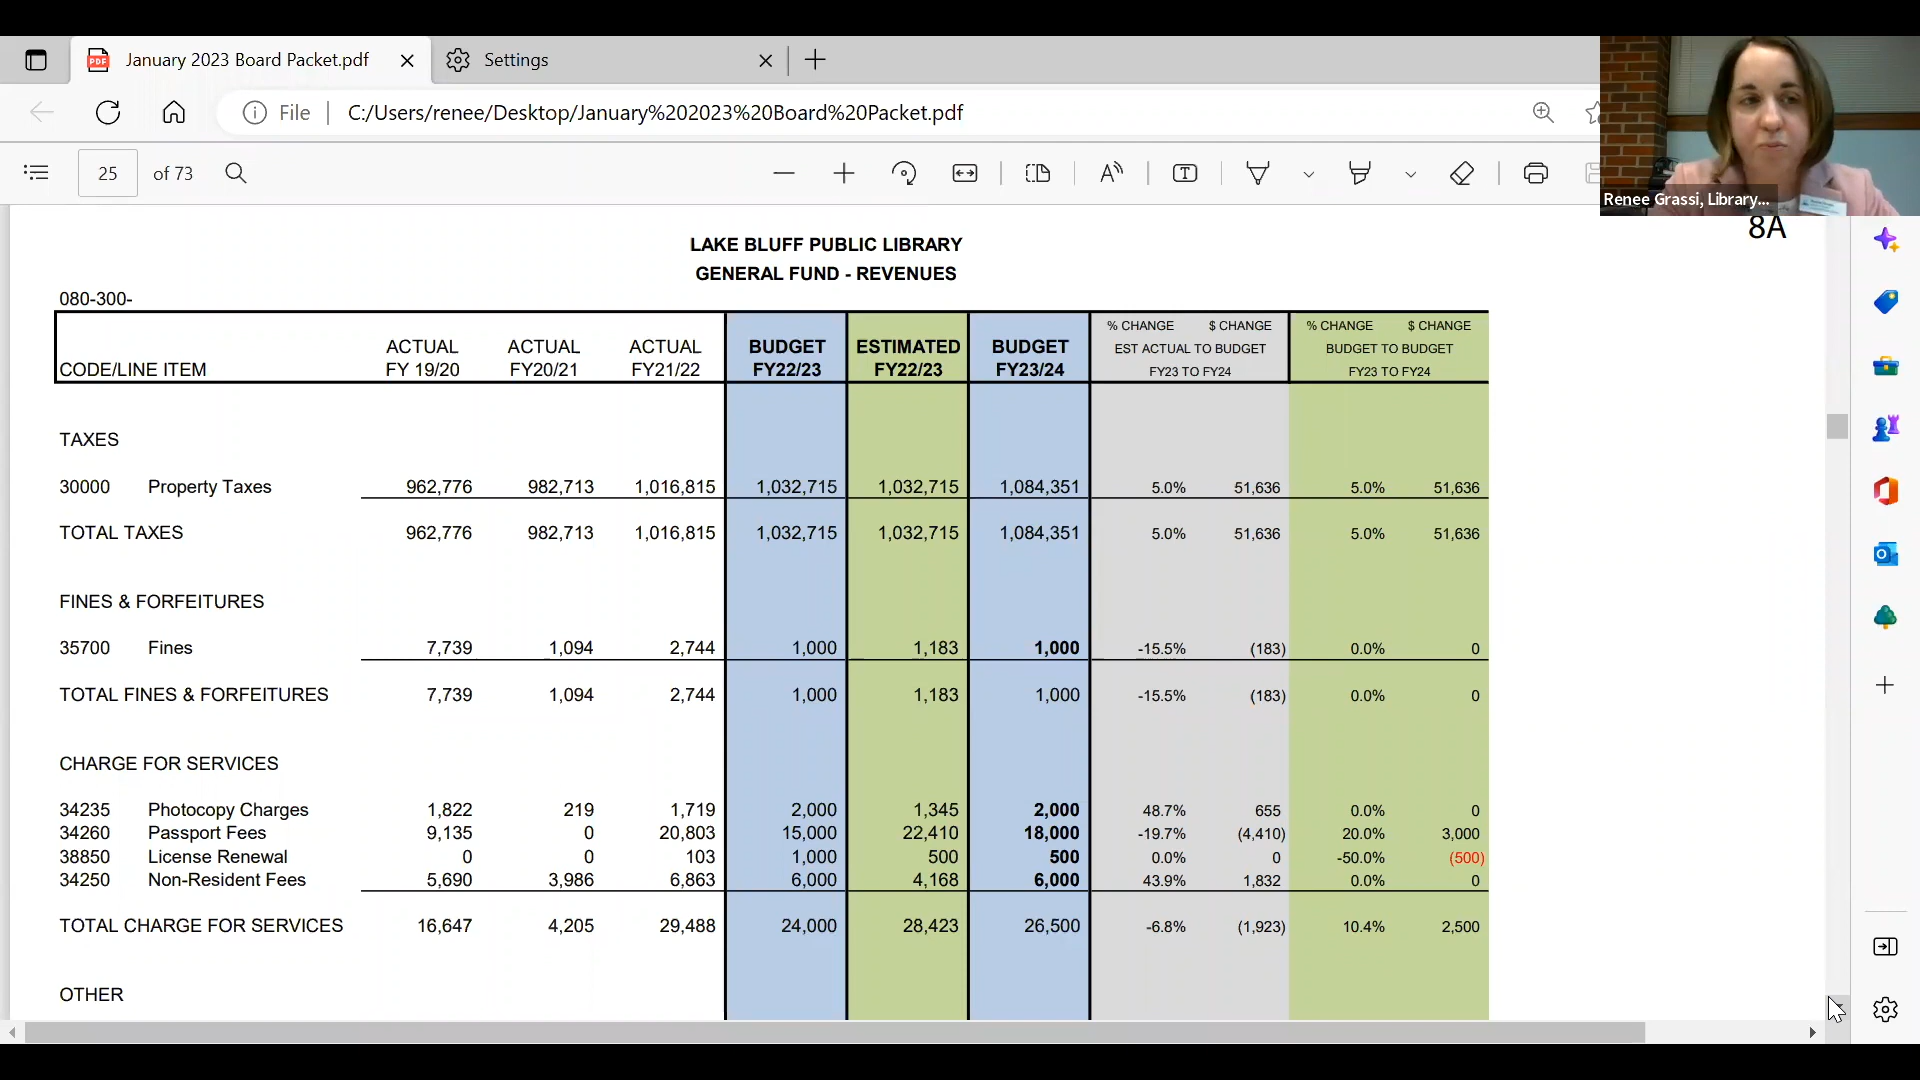 January 2023 Board Packet.pdf
Settings
File
C:/Users/renee/Desktop/January%202023%20Board%20Packet.pdf
25 of 73
Renee Grassi, Library...
8A
LAKE BLUFF PUBLIC LIBRARY
GENERAL FUND - REVENUES
080-300-
% CHANGE $ CHANGE % CHANGE $ CHANGE
ACTUAL ACTUAL ACTUAL BUDGET ESTIMATED BUDGET EST ACTUAL TO BUDGET BUDGET TO BUDGET
CODE/LINE ITEM FY 19/20 FY20/21 FY21/22 FY22/23 FY22/23 FY23/24 FY23 TO FY24 FY23 TO FY24
TAXES
30000 Property Taxes 962,776 982,713 1,016,815 1,032,715 1,032,715 1,084,351 5.0% 51,636 5.0% 51,636
TOTAL TAXES 962,776 982,713 1,016,815 1,032,715 1,032,715 1,084,351 5.0% 51,636 5.0% 51,636
FINES & FORFEITURES
35700 Fines 7,739 1,094 2,744 1,000 1,183 1,000 -15.5% (183) 0.0% 0
TOTAL FINES & FORFEITURES 7,739 1,094 2,744 1,000 1,183 1,000 -15.5% (183) 0.0% 0
CHARGE FOR SERVICES
34235 Photocopy Charges 1,822 219 1,719 2,000 1,345 2,000 48.7% 655 0.0% 0
34260 Passport Fees 9,135 0 20,803 15,000 22,410 18,000 -19.7% (4,410) 20.0% 3,000
38850 License Renewal 0 0 103 1,000 500 500 0.0% 0 -50.0% (500)
34250 Non-Resident Fees 5,690 3,986 6,863 6,000 4,168 6,000 43.9% 1,832 0.0% 0
TOTAL CHARGE FOR SERVICES 16,647 4,205 29,488 24,000 28,423 26,500 -6.8% (1,923) 10.4% 2,500
OTHER